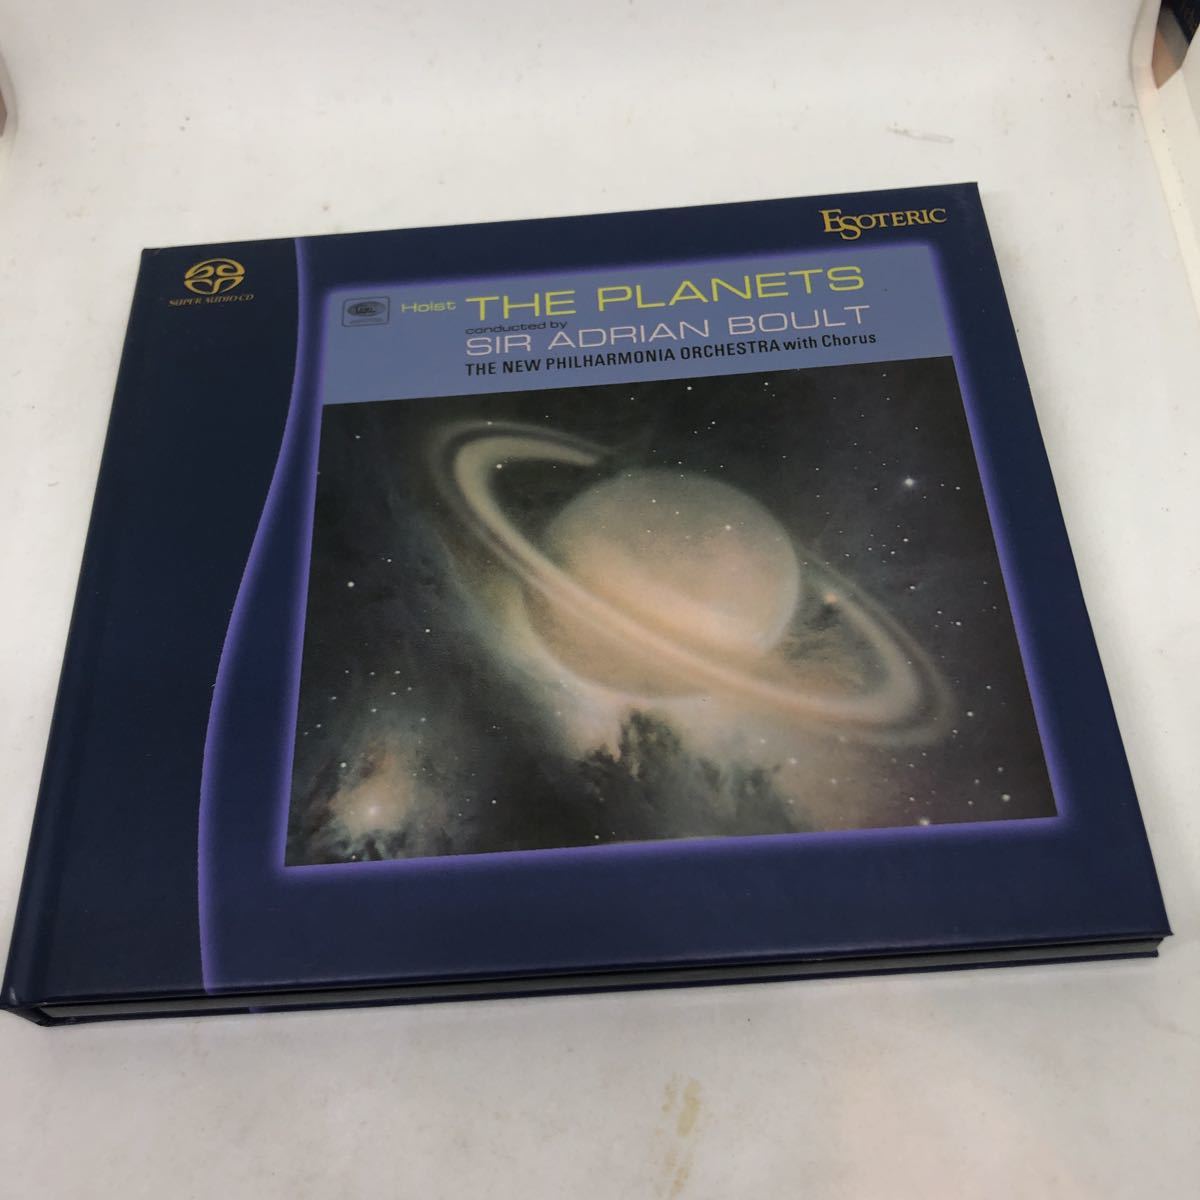 ESOTERIC
SUPER AUDIO CD
Holst THE PLANETS
conducted by
SIR ADRIAN BOULT
THE NEW PHILHARMONIA ORCHESTRA with Chorus